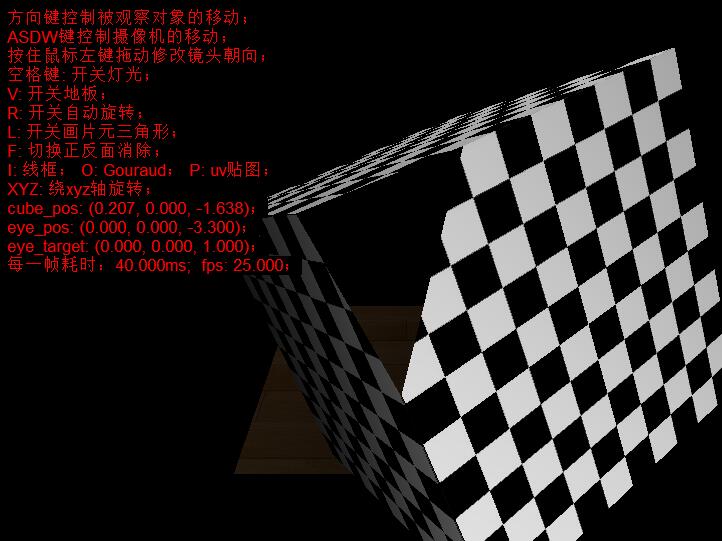 方向键控制被观察对象的移动；
ASDW键控制摄像机的移动；
按住鼠标左键拖动修改镜头朝向；
空格键: 开关灯光；
V: 开关地板；
R: 开关自动旋转；
L: 开关画片元三角形；
F: 切换正反面消除；
I: 线框； O: Gouraud； P: uv贴图；
XYZ: 绕xyz轴旋转；
cube_pos: (0.207, 0.000, -1.638)；
eye_pos: (0.000, 0.000, -3.300)；
eye_target: (0.000, 0.000, 1.000)；
每一帧耗时：40.000ms;  fps: 25.000；